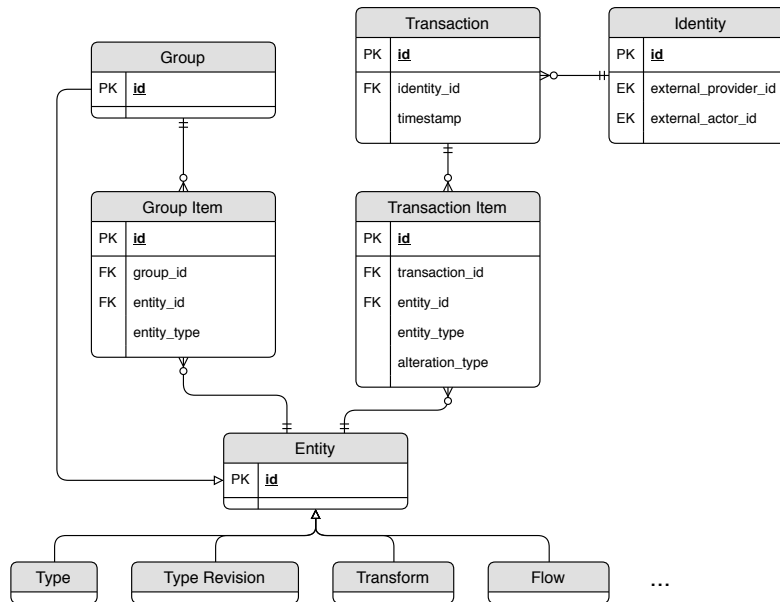 Group
PK id
Transaction
PK id
FK identity_id
timestamp
Identity
PK id
EK external_provider_id
EK external_actor_id
Group Item
PK id
FK group_id
FK entity_id
entity_type
Transaction Item
PK id
FK transaction_id
FK entity_id
entity_type
alteration_type
Entity
PK id
Type
Type Revision
Transform
Flow
...